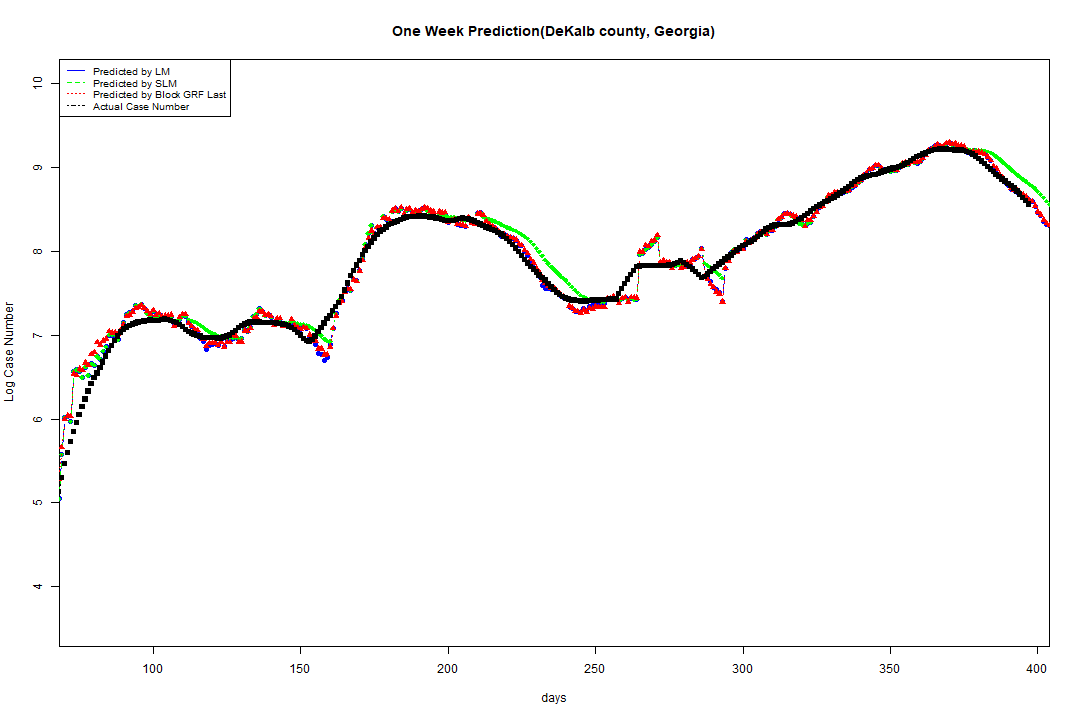 One Week Prediction(DeKalb county, Georgia)
Predicted by LM
Predicted by SLM
Predicted by Block GRF Last
Actual Case Number
Log Case Number
10
9
8
7
6
5
4
100 150 200 250 300 350 400
days